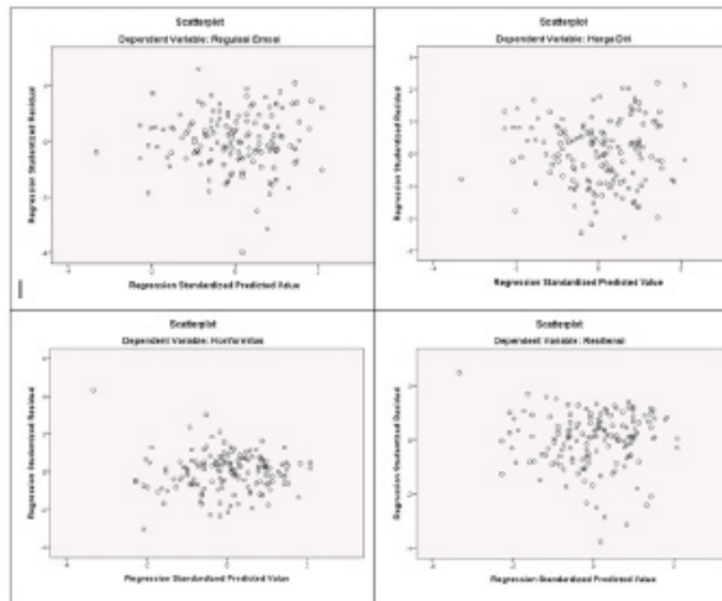 Scatterplot
Dependent Variable: Regulasi Emosi
Regression Studentized Residual
Regression Standardized Predicted Value
Scatterplot
Dependent Variable: Harga Diri
Regression Studentized Residual
Regression Standardized Predicted Value
Scatterplot
Dependent Variable: Konformitas
Regression Studentized Residual
Regression Standardized Predicted Value
Scatterplot
Dependent Variable: Resiliensi
Regression Studentized Residual
Regression Standardized Predicted Value